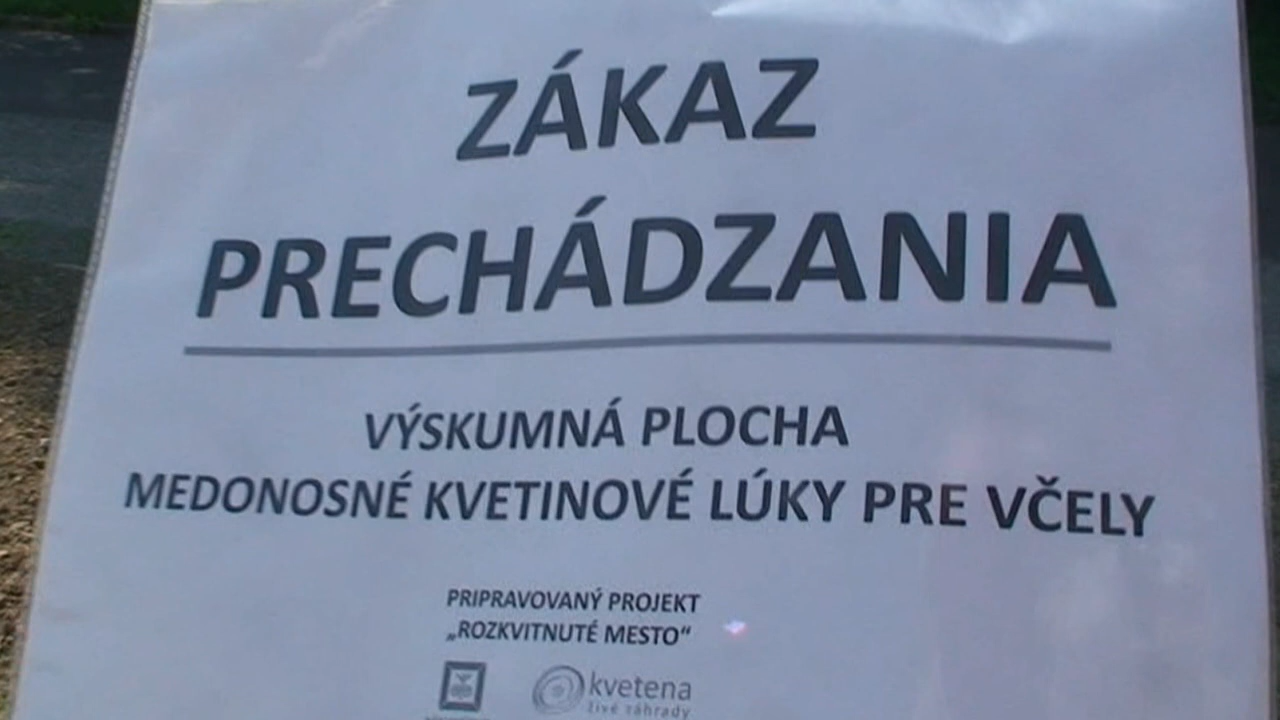 ZÁKAZ
PRECHÁDZANIA
VÝSKUMNÁ PLOCHA
MEDONOSNÉ KVETINOVÉ LÚKY PRE VČELY
PRIPRAVOVANÝ PROJEKT
„ROZKVITNUTÉ MESTO“
kvetena
živé záhrady